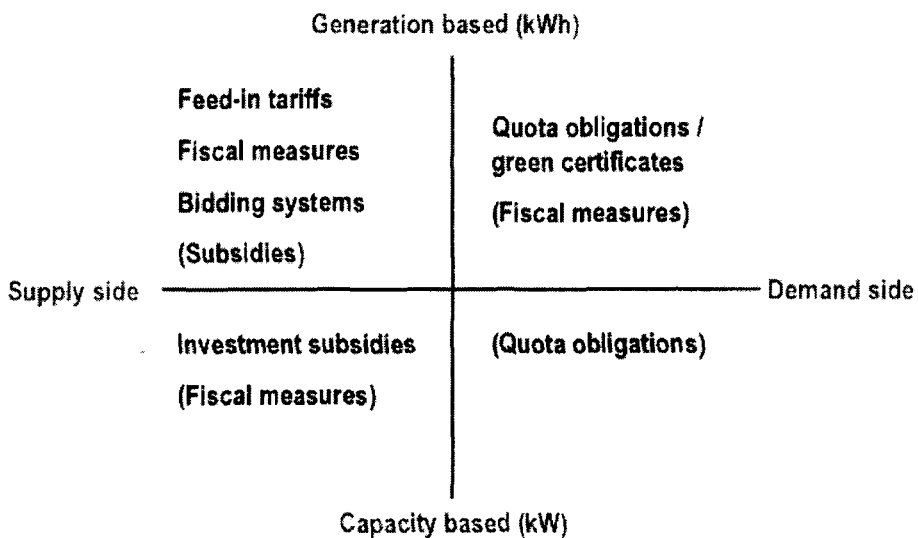 Generation based (kWh)
Feed-in tariffs
Fiscal measures
Bidding systems
(Subsidies)
Quota obligations /
green certificates
(Fiscal measures)
Supply side
Demand side
Investment subsidies
(Fiscal measures)
(Quota obligations)
Capacity based (kW)